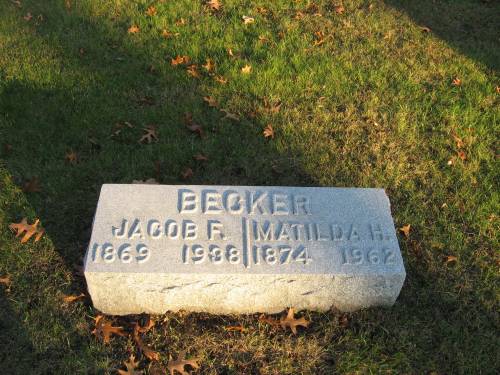 BECKER
JACOB F. MATILDA H.
1869 1938 1874 1962